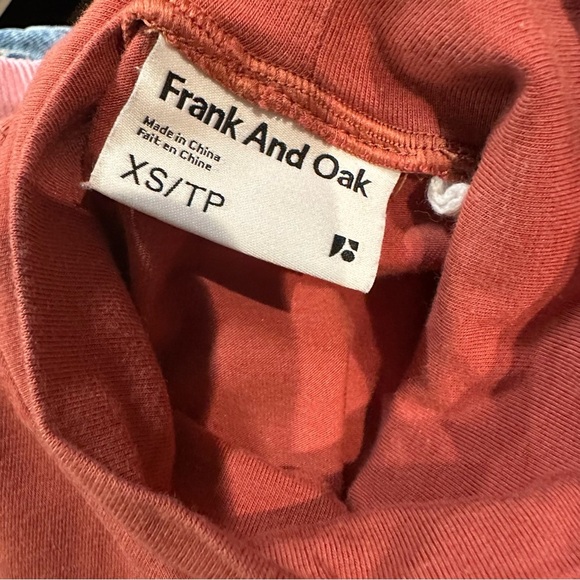 Frank And Oak
Made in China
Fait en Chine
XS/TP